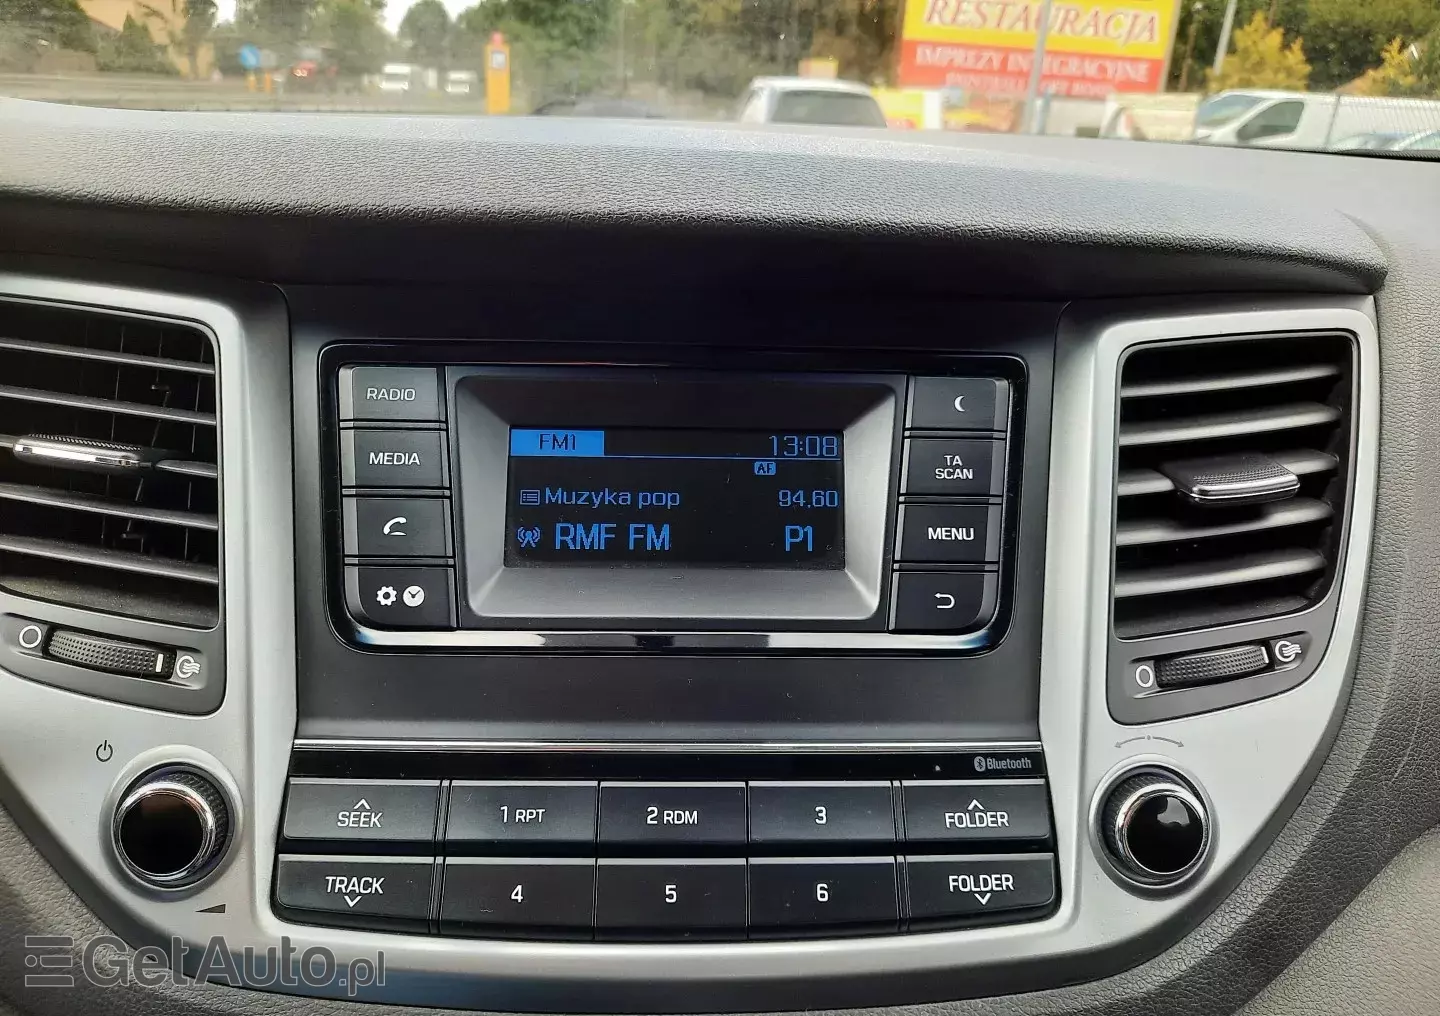 RESTAURACJA
IMPREZY INTEGRACYJNE
RADIO
MEDIA
FM1
13:08
AF
Muzyka pop
94.60
RMF FM
P1
TA
SCAN
MENU
Bluetooth
SEEK
1 RPT
2 RDM
3
FOLDER
TRACK
4
5
6
FOLDER
GetAuto.pl